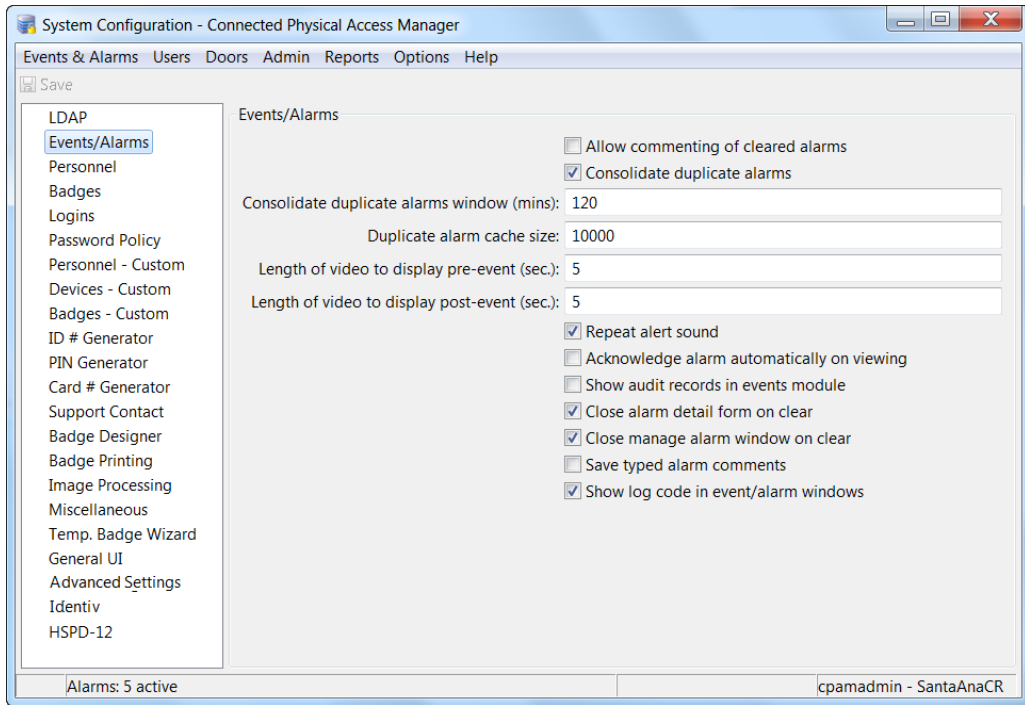 System Configuration - Connected Physical Access Manager
Events & Alarms Users Doors Admin Reports Options Help
Save
LDAP
Events/Alarms
Personnel
Badges
Logins
Password Policy
Personnel - Custom
Devices - Custom
Badges - Custom
ID # Generator
PIN Generator
Card # Generator
Support Contact
Badge Designer
Badge Printing
Image Processing
Miscellaneous
Temp. Badge Wizard
General UI
Advanced Settings
Identiv
HSPD-12
Events/Alarms
Allow commenting of cleared alarms
Consolidate duplicate alarms
Consolidate duplicate alarms window (mins): 120
Duplicate alarm cache size: 10000
Length of video to display pre-event (sec.): 5
Length of video to display post-event (sec.): 5
Repeat alert sound
Acknowledge alarm automatically on viewing
Show audit records in events module
Close alarm detail form on clear
Close manage alarm window on clear
Save typed alarm comments
Show log code in event/alarm windows
Alarms: 5 active
cpamadmin - SantaAnaCR